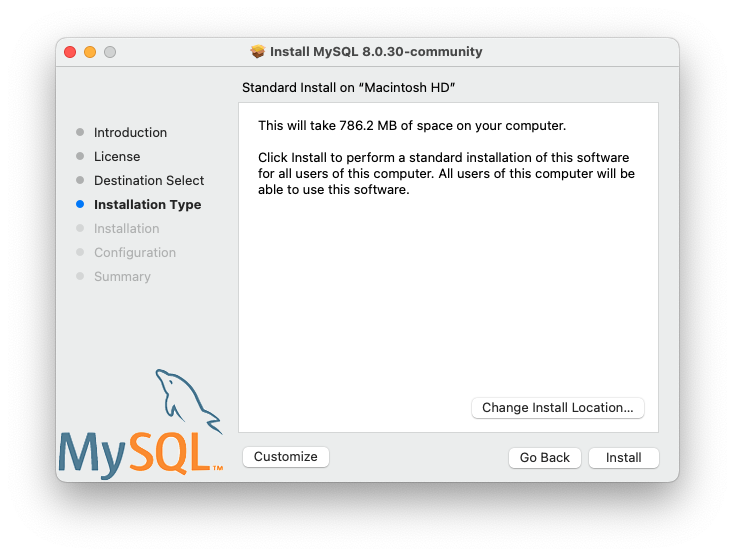 Install MySQL 8.0.30-community
Standard Install on “Macintosh HD”
Introduction
License
Destination Select
Installation Type
Installation
Configuration
Summary
This will take 786.2 MB of space on your computer.
Click Install to perform a standard installation of this software
for all users of this computer. All users of this computer will be
able to use this software.
Change Install Location...
MySQL™
Customize
Go Back
Install